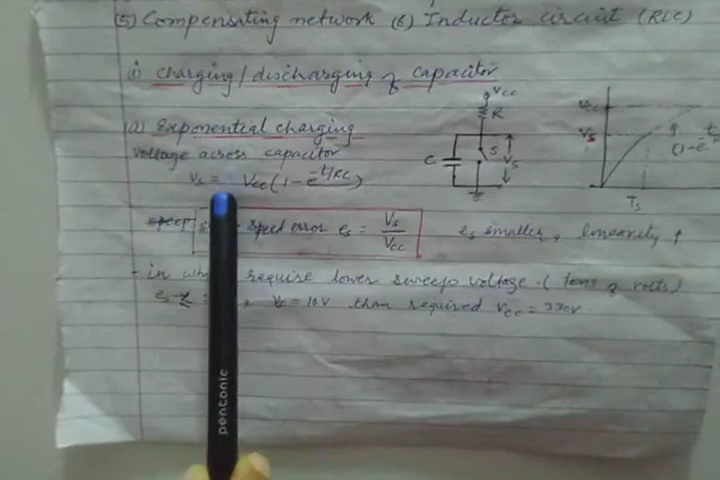 (5) Compensating network (6) Inductor circuit (RLC)
(i) charging/discharging of capacitor
(a) Exponential charging
voltage across capacitor
Vs = Vcc(1-e^-t/RC)
speed error es = Vs/Vcc
es smaller, linearity ↑
- in require lower sweep voltage. (tens of volts)
Vs = 10V then required Vcc =
Vcc
R
C
S
Vs
Vcc
Vs
Ts
pentonic